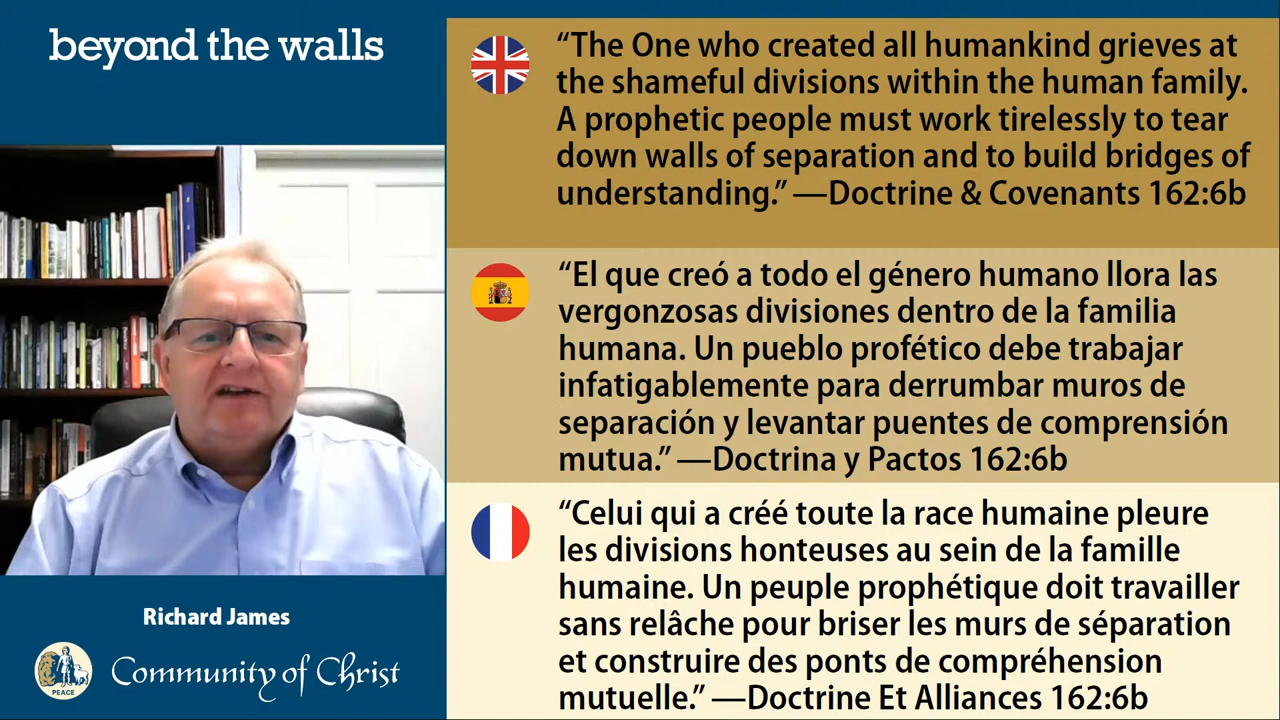 beyond the walls
“The One who created all humankind grieves at
the shameful divisions within the human family.
A prophetic people must work tirelessly to tear
down walls of separation and to build bridges of
understanding.” —Doctrine & Covenants 162:6b
“El que creó a todo el género humano llora las
vergonzosas divisiones dentro de la familia
humana. Un pueblo profético debe trabajar
infatigablemente para derrumbar muros de
separación y levantar puentes de comprensión
mutua.” —Doctrina y Pactos 162:6b
“Celui qui a créé toute la race humaine pleure
les divisions honteuses au sein de la famille
humaine. Un peuple prophétique doit travailler
sans relâche pour briser les murs de séparation
et construire des ponts de compréhension
mutuelle.” —Doctrine Et Alliances 162:6b
Richard James
PEACE
Community of Christ